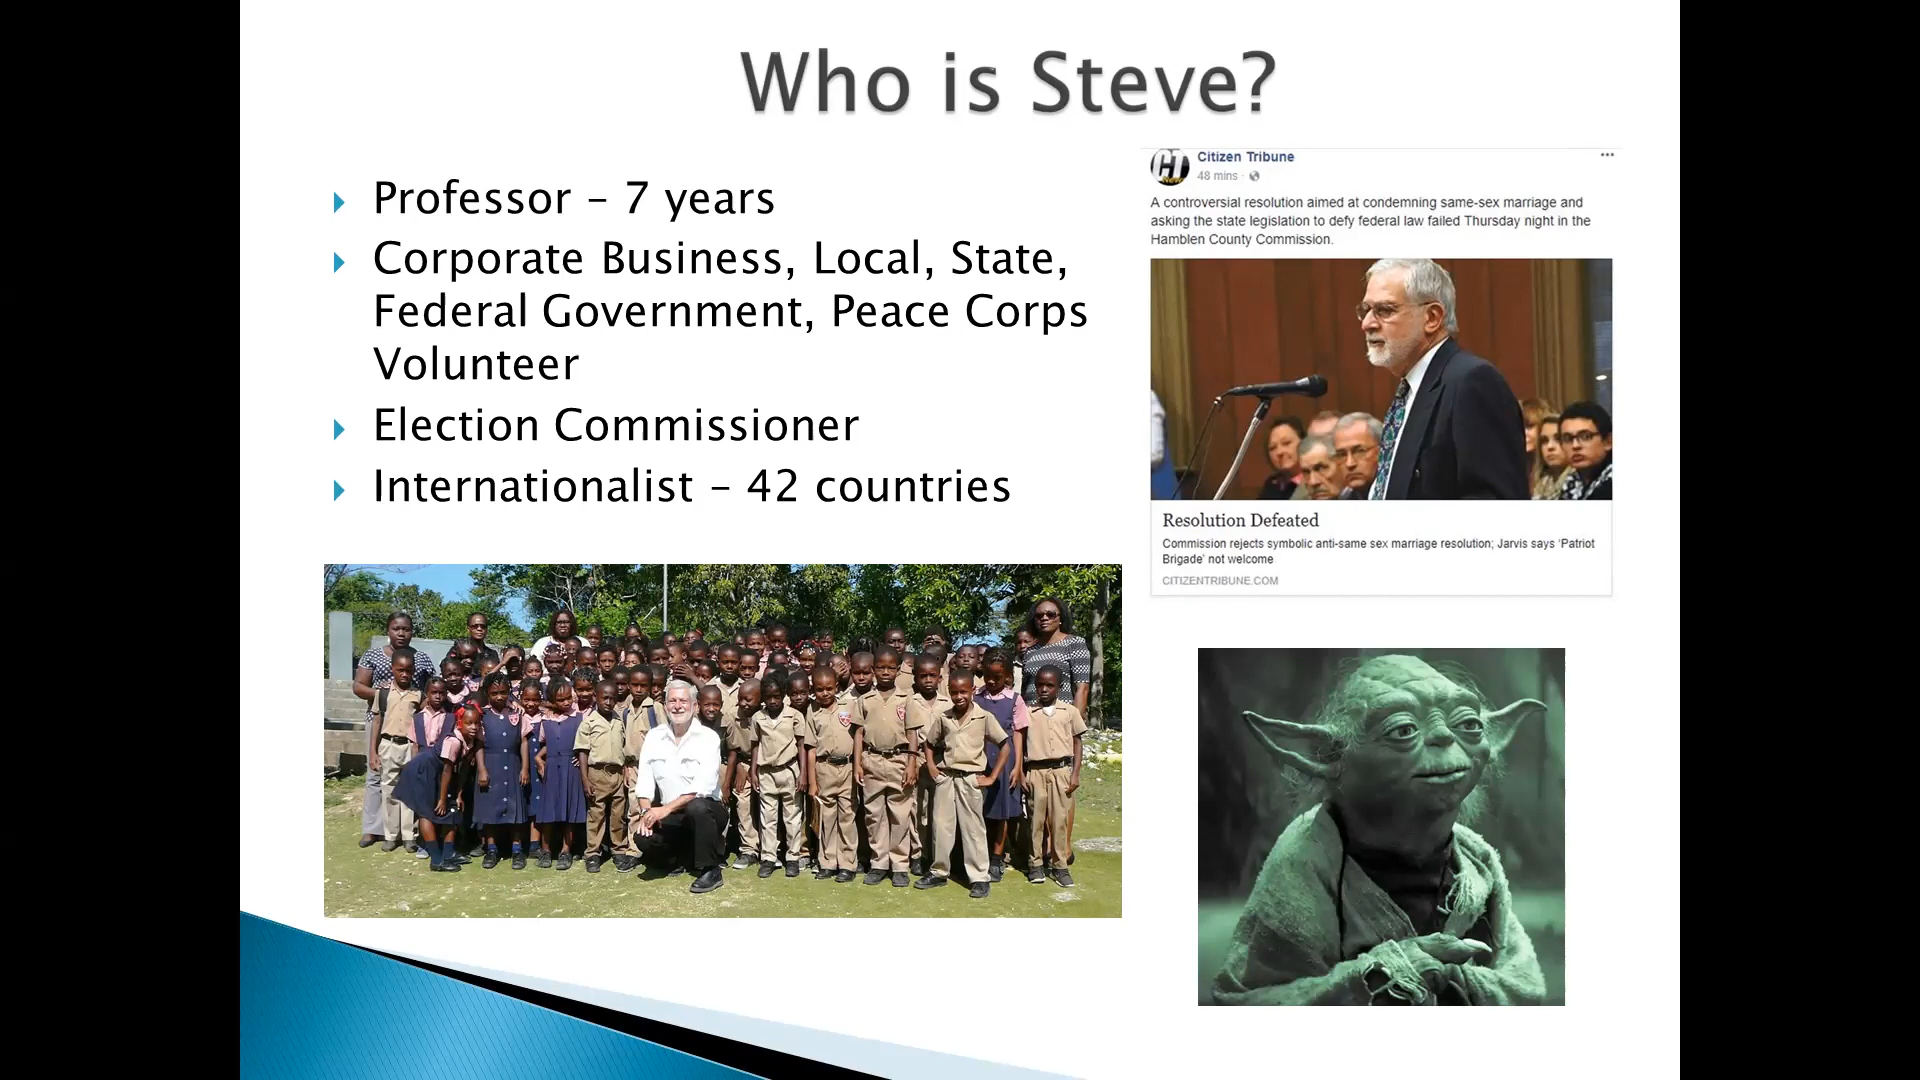 Who is Steve?
Professor – 7 years
Corporate Business, Local, State,
Federal Government, Peace Corps
Volunteer
Election Commissioner
Internationalist – 42 countries
CT
Citizen Tribune
48 mins ·
A controversial resolution aimed at condemning same-sex marriage and
asking the state legislation to defy federal law failed Thursday night in the
Hamblen County Commission.
Resolution Defeated
Commission rejects symbolic anti-same sex marriage resolution; Jarvis says 'Patriot
Brigade' not welcome
CITIZENTRIBUNE.COM